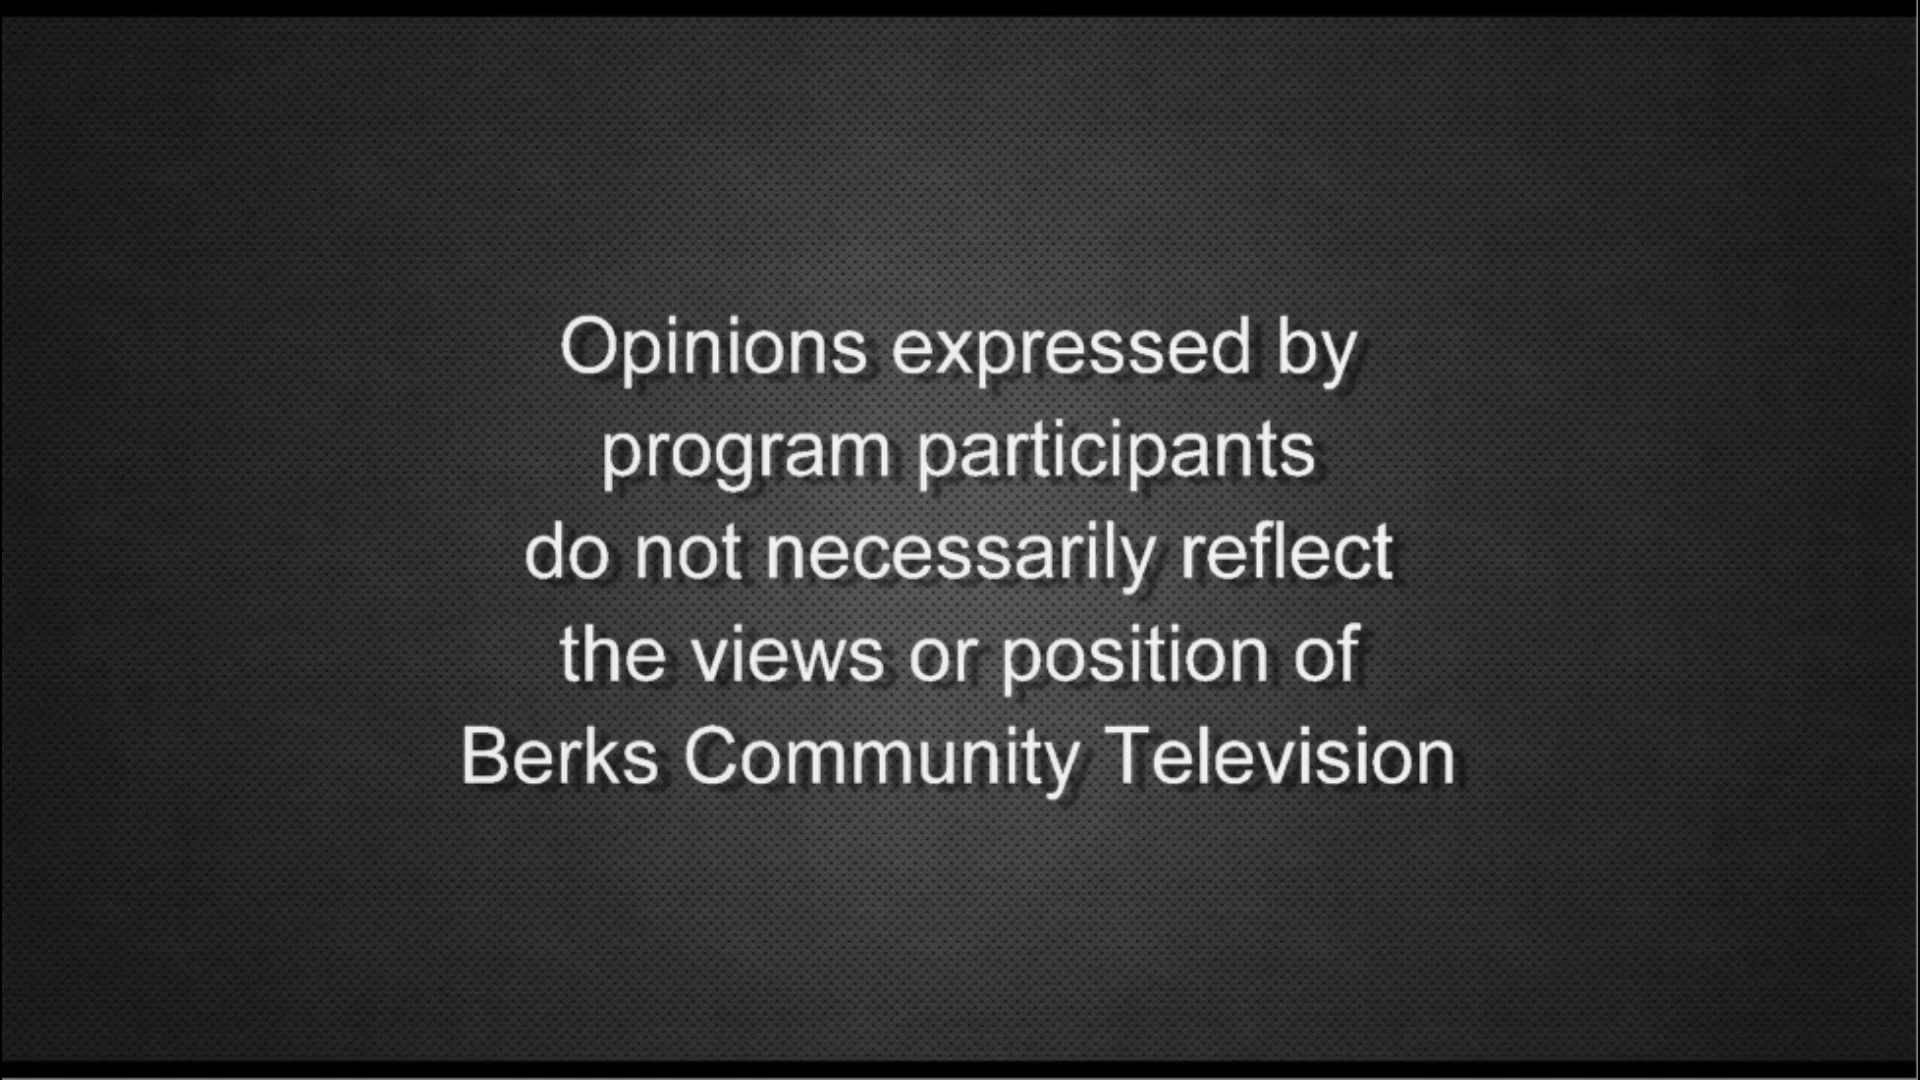 Opinions expressed by
program participants
do not necessarily reflect
the views or position of
Berks Community Television